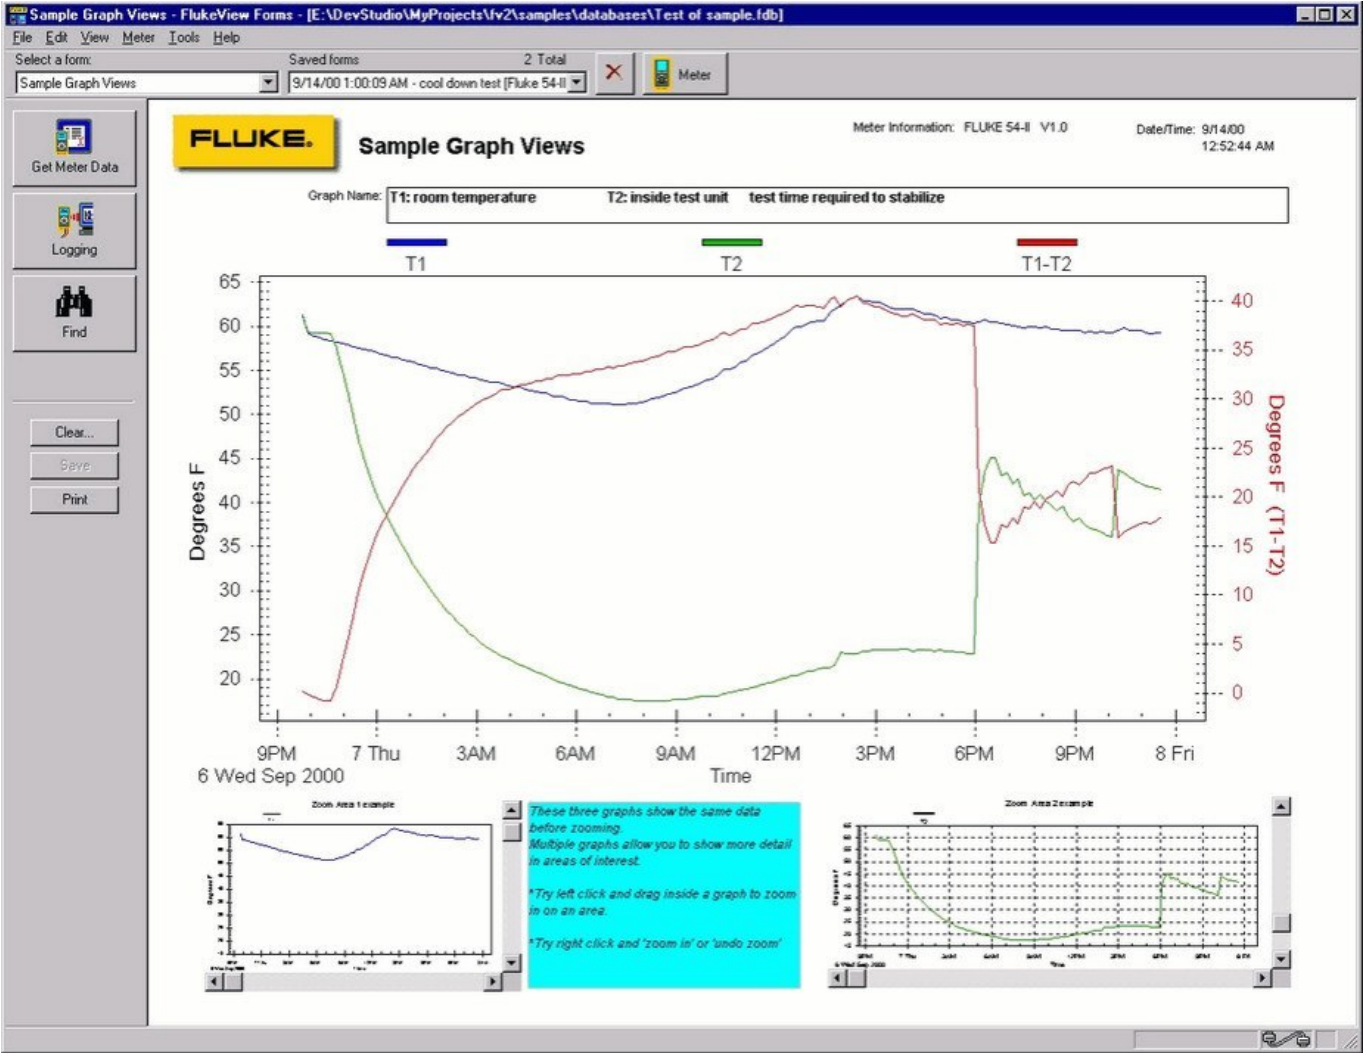 Sample Graph Views - FlukeView Forms - [E:\DevStudio\MyProjects\fv2\samples\databases\Test of sample.fdb]
File Edit View Meter Tools Help
Select a form: Saved forms 2 Total
Sample Graph Views 9/14/00 1:00:09 AM - cool down test [Fluke 54-II Meter
Get Meter Data
Logging
Find
Clear...
Save
Print
FLUKE.
Sample Graph Views
Meter Information: FLUKE 54-II V1.0
Date/Time: 9/14/00
12:52:44 AM
Graph Name: T1: room temperature T2: inside test unit test time required to stabilize
T1 T2 T1-T2
65
60
55
50
45
40
35
30
25
20
Degrees F
40
35
30
25
20
15
10
5
0
Degrees F (T1-T2)
9PM 7 Thu 3AM 6AM 9AM 12PM 3PM 6PM 9PM 8 Fri
6 Wed Sep 2000 Time
Zoom Area 1 example
Degrees F
These three graphs show the same data
before zooming.
Multiple graphs allow you to show more detail
in areas of interest.
*Try left click and drag inside a graph to zoom
in on an area.
*Try right click and 'zoom in' or 'undo zoom'
Zoom Area 2 example
Degrees F